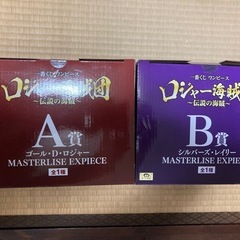 一番くじ ワンピース
ロジャー海賊団
～伝説の海賊～
A賞
ゴール・D・ロジャー
MASTERLISE EXPIECE
全1種
一番くじ ワンピース
ロジャー海賊
～伝説の海賊
B賞
シルバーズ・レイリー
MASTERLISE EXPIECE
全1種